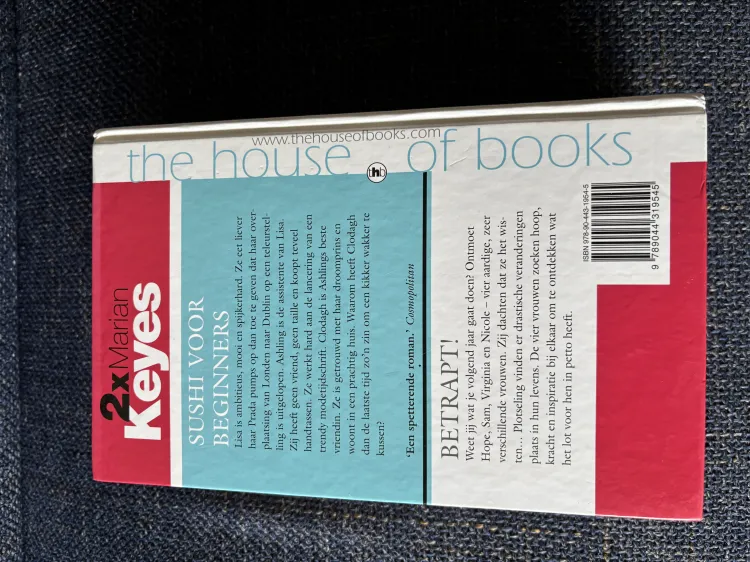 2xMarian
Keyes
SUSHI VOOR
BEGINNERS
Lisa is ambitieus, mooi en spijkerhard. Ze eet liever
haar Prada pumps op dan toe te geven dat haar over-
plaatsing van Londen naar Dublin op een teleurstel-
ling is uitgelopen. Ashling is de assistente van Lisa.
Zij heeft geen vriend, geen taille en koopt teveel
handtassen. Ze werkt hard aan de lancering van een
trendy modetijdschrift. Clodagh is Ashlings beste
vriendin. Ze is getrouwd met haar droomprins en
woont in een prachtig huis. Waarom heeft Clodagh
dan de laatste tijd zo'n zin om een kikker wakker te
kussen?
'Een spetterende roman.' Cosmopolitan
BETRAPT!
Weet jij wat je volgend jaar gaat doen? Ontmoet
Hope, Sam, Virginia en Nicole – vier aardige, zeer
verschillende vrouwen. Zij dachten dat ze het wis-
ten... Plotseling vinden er drastische veranderingen
plaats in hun levens. De vier vrouwen zoeken hoop,
kracht en inspiratie bij elkaar om te ontdekken wat
het lot voor hen in petto heeft.
www.thehouseofbooks.com
the house of books
thb
ISBN 978-90-443-1954-5
9 789044 319545